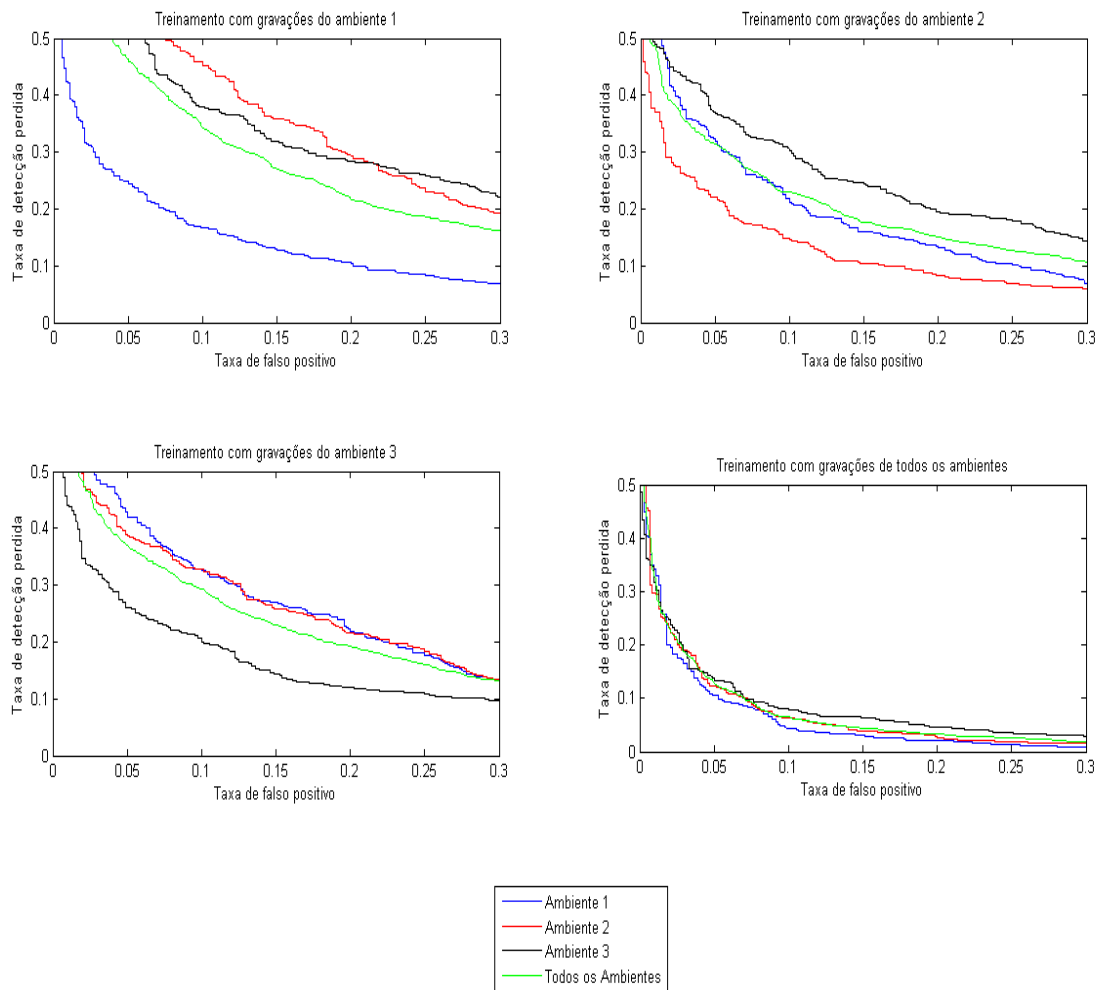 Treinamento com gravações do ambiente 1
0.5
0.4
0.3
0.2
0.1
0
Taxa de detecção perdida
0 0.05 0.1 0.15 0.2 0.25 0.3
Taxa de falso positivo
Treinamento com gravações do ambiente 2
0.5
0.4
0.3
0.2
0.1
0
Taxa de detecção perdida
0 0.05 0.1 0.15 0.2 0.25 0.3
Taxa de falso positivo
Treinamento com gravações do ambiente 3
0.5
0.4
0.3
0.2
0.1
0
Taxa de detecção perdida
0 0.05 0.1 0.15 0.2 0.25 0.3
Taxa de falso positivo
Treinamento com gravações de todos os ambientes
0.5
0.4
0.3
0.2
0.1
0
Taxa de detecção perdida
0 0.05 0.1 0.15 0.2 0.25 0.3
Taxa de falso positivo
Ambiente 1
Ambiente 2
Ambiente 3
Todos os Ambientes